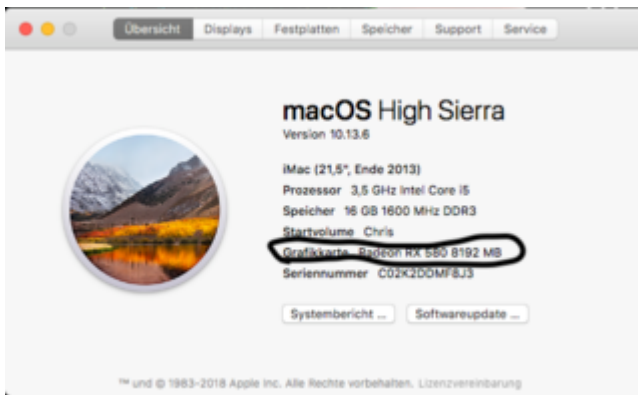 Übersicht Displays Festplatten Speicher Support Service
macOS High Sierra
Version 10.13.6
iMac (21,5", Ende 2013)
Prozessor 3,5 GHz Intel Core i5
Speicher 16 GB 1600 MHz DDR3
Startvolume Chris
Grafikkarte Radeon RX 580 8192 MB
Seriennummer C02K2DDMF8J3
Systembericht ... Softwareupdate ...
™ und © 1983-2018 Apple Inc. Alle Rechte vorbehalten. Lizenzvereinbarung